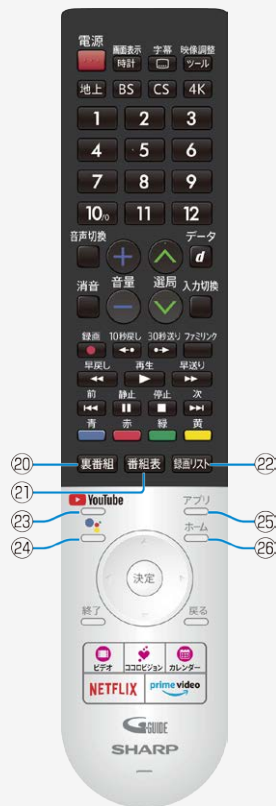 電源
画面表示 字幕 映像調整
時計 ツール
地上 BS CS 4K
1 2 3
4 5 6
7 8 9
10/0 11 12
音声切換 データ
+ d
消音 音量 選局 入力切換
−
録画 10秒戻し 30秒送り ファミリンク
早戻し 再生 早送り
前 静止 停止 次
青 赤 緑 黄
⑳ 裏番組 番組表 録画リスト ㉒
㉑
㉓ YouTube アプリ ㉕
㉔ ホーム ㉖
決定
終了 戻る
ビデオ ココロビジョン カレンダー
NETFLIX prime video
G-GUIDE
SHARP